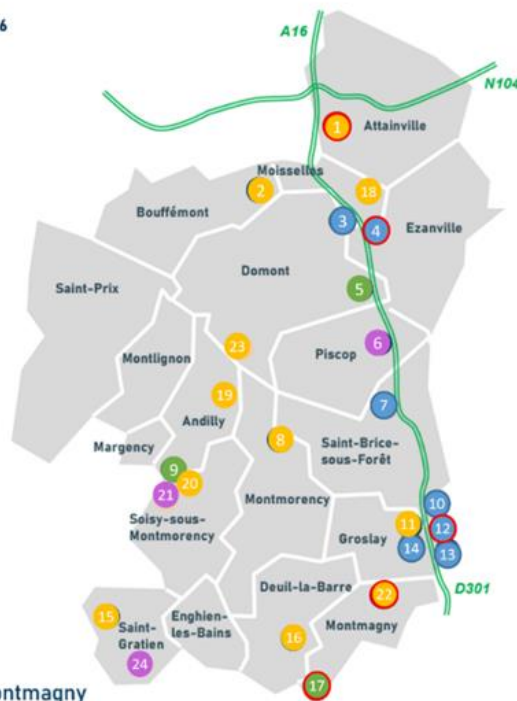 6
A16
N104
1
Attainville
Moisselles
2
18
Bouffémont
3
4
Ezanville
Domont
Saint-Prix
5
6
23
Piscop
Montlignon
19
7
Andilly
8
Saint-Brice-
sous-Forêt
Margency
9
20
21
Montmorency
10
Soisy-sous-
Montmorency
11
12
Groslay
14
13
Deuil-la-Barre
D301
22
15
Enghien-
les-Bains
Saint-
Gratien
Montmagny
16
24
17
ntmagny